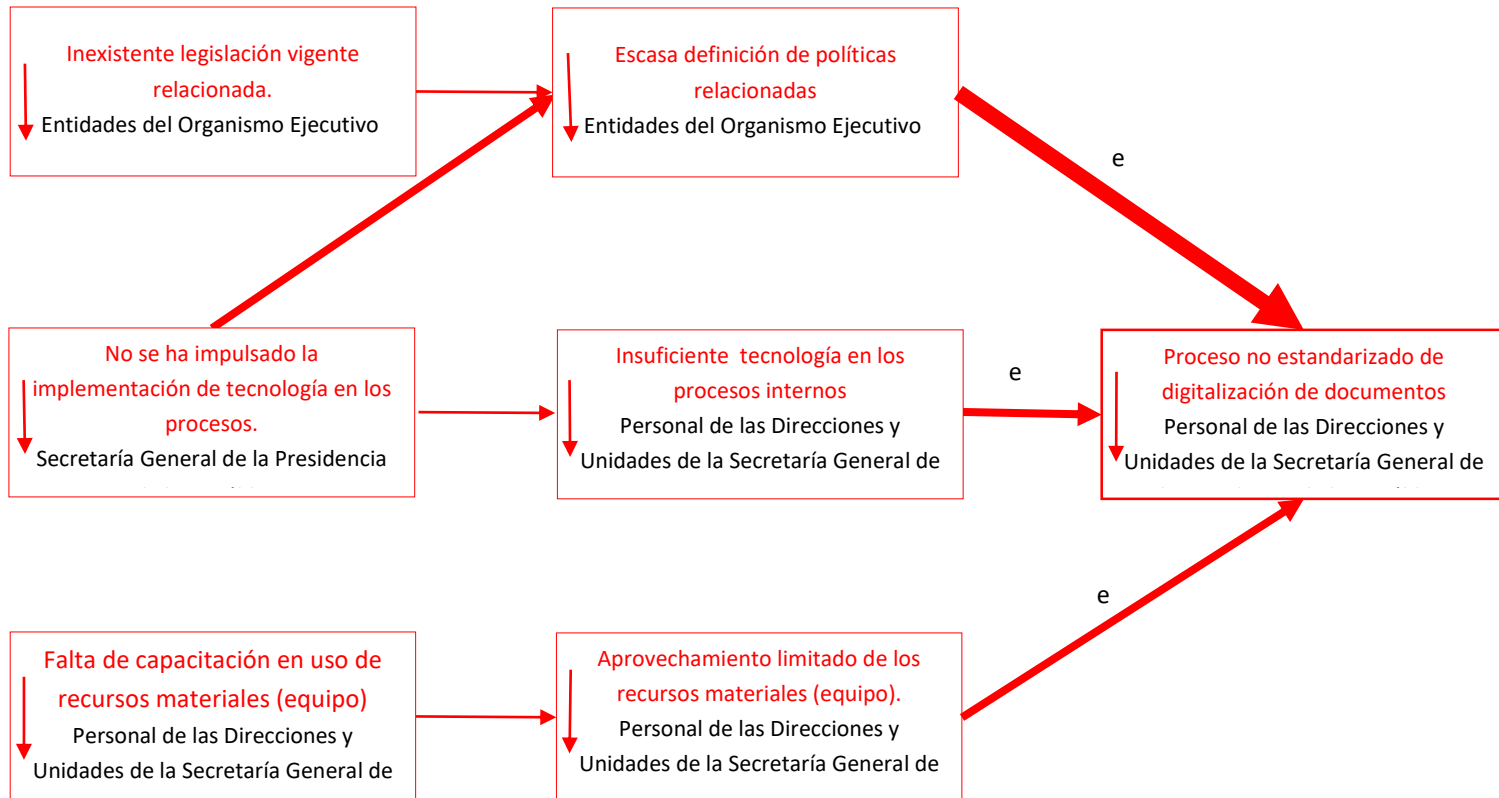 Inexistente legislación vigente
relacionada.
Entidades del Organismo Ejecutivo
Escasa definición de políticas
relacionadas
Entidades del Organismo Ejecutivo
e
No se ha impulsado la
implementación de tecnología en los
procesos.
Secretaría General de la Presidencia
Insuficiente tecnología en los
procesos internos
Personal de las Direcciones y
Unidades de la Secretaría General de
e
Proceso no estandarizado de
digitalización de documentos
Personal de las Direcciones y
Unidades de la Secretaría General de
Falta de capacitación en uso de
recursos materiales (equipo)
Personal de las Direcciones y
Unidades de la Secretaría General de
Aprovechamiento limitado de los
recursos materiales (equipo).
Personal de las Direcciones y
Unidades de la Secretaría General de
e